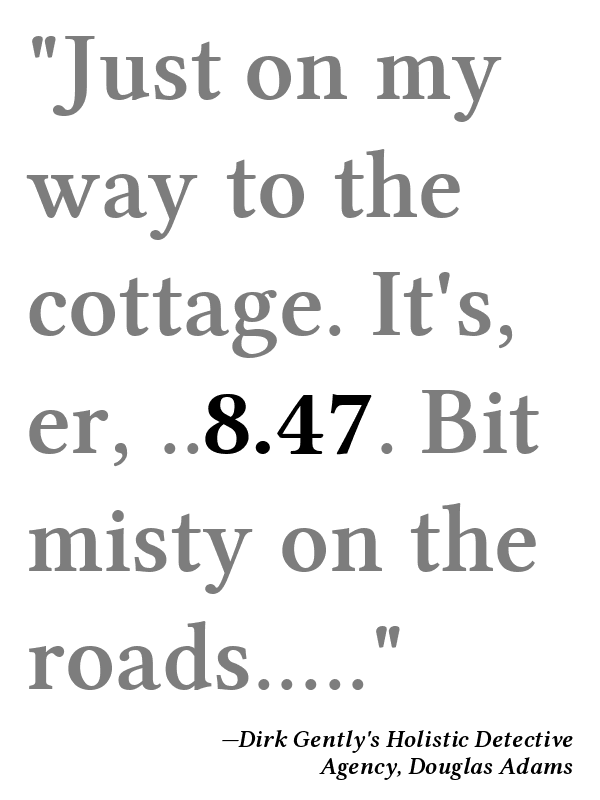 "Just on my
way to the
cottage. It's,
er, ..8.47. Bit
misty on the
roads....."
—Dirk Gently's Holistic Detective
Agency, Douglas Adams